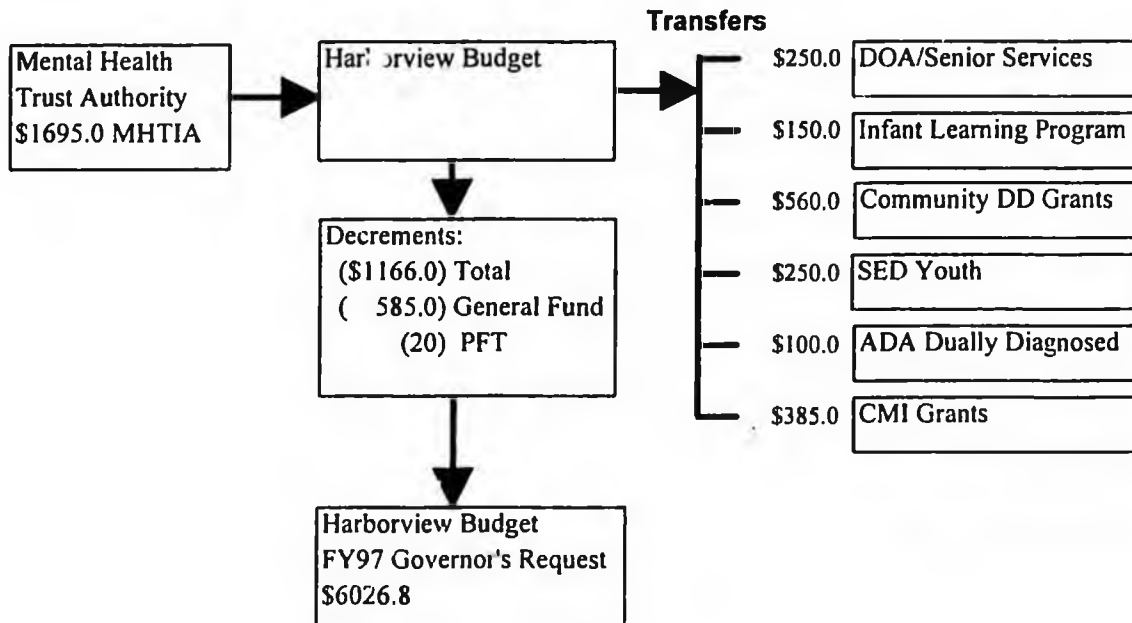 Transfers
Mental Health
Trust Authority
$1695.0 MHTIA
Harborview Budget
$250.0 DOA/Senior Services
$150.0 Infant Learning Program
$560.0 Community DD Grants
$250.0 SED Youth
$100.0 ADA Dually Diagnosed
$385.0 CMI Grants
Decrements:
($1166.0) Total
( 585.0) General Fund
(20) PFT
Harborview Budget
FY97 Governor's Request
$6026.8